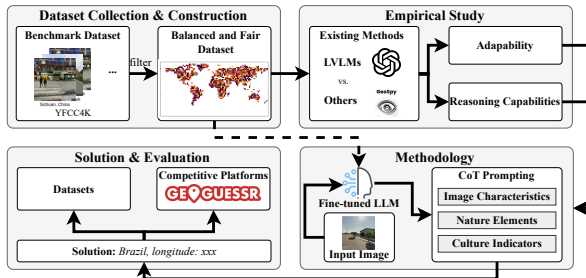 Dataset Collection & Construction
Benchmark Dataset
...
Sichuan, China
YFCC4K
filter
Balanced and Fair
Dataset
Empirical Study
Existing Methods
LVLMs
vs.
Others
GeoSpy
Adapability
Reasoning Capabilities
Solution & Evaluation
Datasets
Competitive Platforms
GEOGUESSR
Solution: Brazil, longitude: xxx
Methodology
Fine-tuned LLM
Input Image
CoT Prompting
Image Characteristics
Nature Elements
Culture Indicators